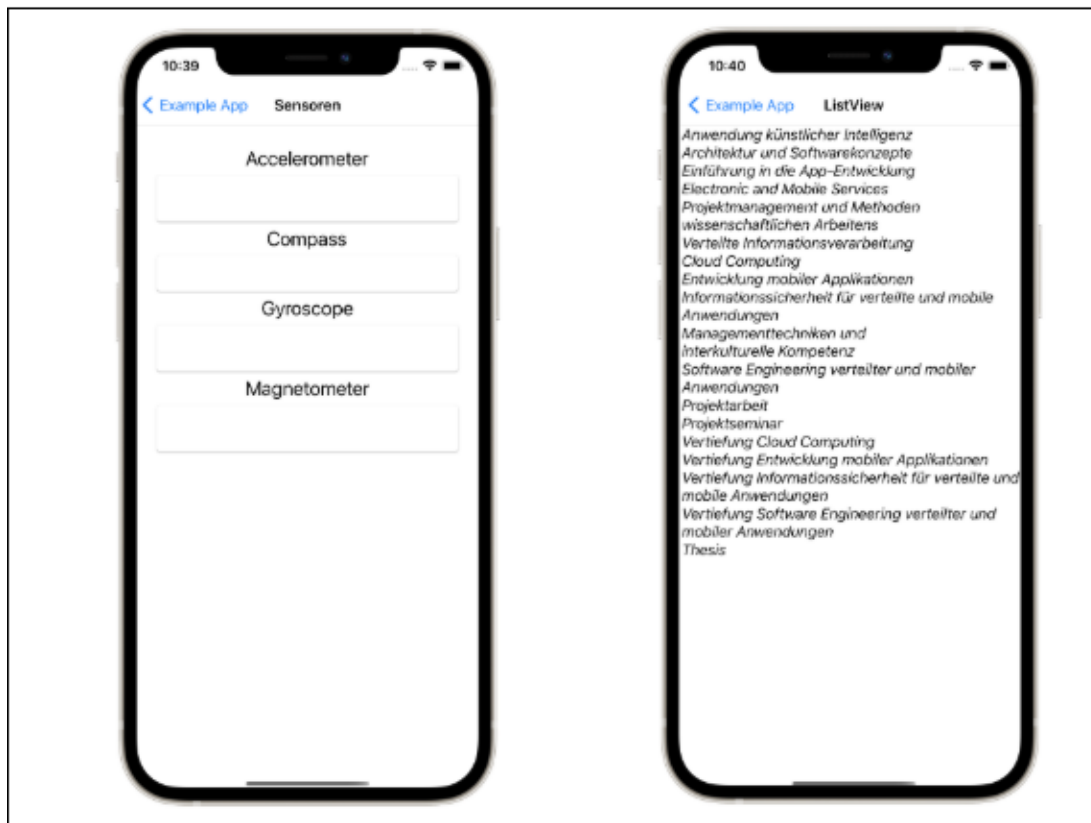 10:39
Example App Sensoren
Accelerometer
Compass
Gyroscope
Magnetometer
10:40
Example App ListView
Anwendung künstlicher Intelligenz
Architektur und Softwarekonzepte
Einführung in die App-Entwicklung
Electronic and Mobile Services
Projektmanagement und Methoden
wissenschaftlichen Arbeitens
Verteilte Informationsverarbeitung
Cloud Computing
Entwicklung mobiler Applikationen
Informationssicherheit für verteilte und mobile
Anwendungen
Managementtechniken und
interkulturelle Kompetenz
Software Engineering verteilter und mobiler
Anwendungen
Projektarbeit
Projektseminar
Vertiefung Cloud Computing
Vertiefung Entwicklung mobiler Applikationen
Vertiefung Informationssicherheit für verteilte und
mobile Anwendungen
Vertiefung Software Engineering verteilter und
mobiler Anwendungen
Thesis